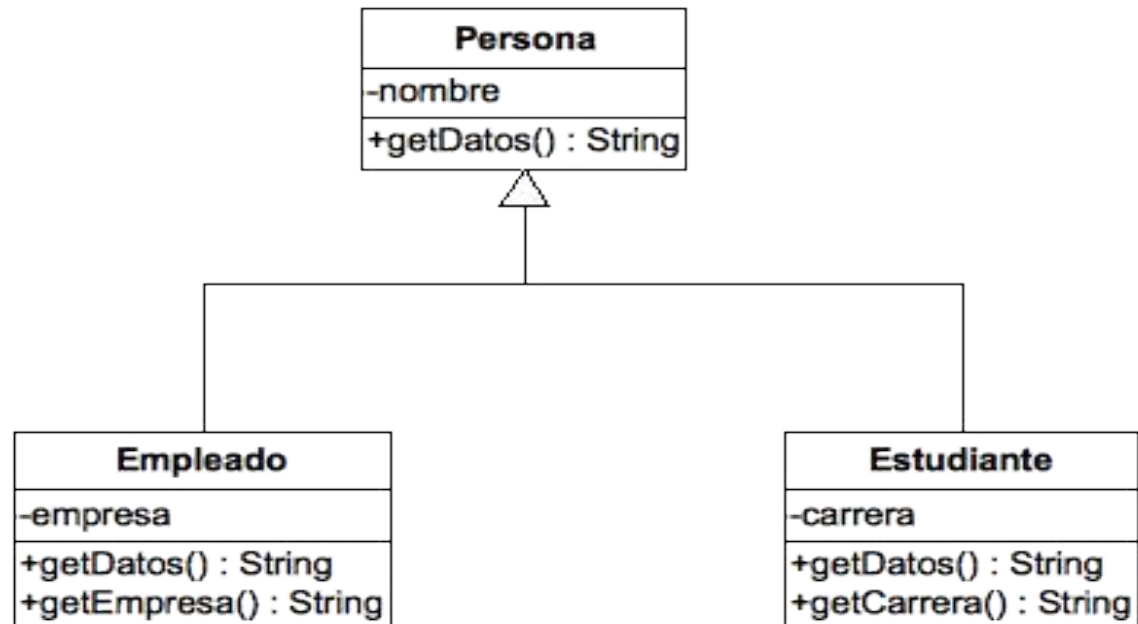 Persona
-nombre
+getDatos() : String
Empleado
-empresa
+getDatos() : String
+getEmpresa() : String
Estudiante
-carrera
+getDatos() : String
+getCarrera() : String